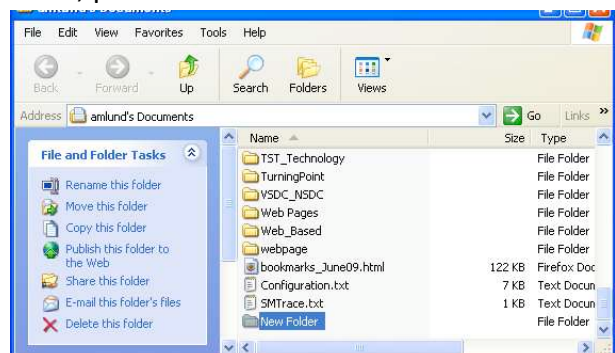 amlund's Documents
File Edit View Favorites Tools Help
Back Forward Up Search Folders Views
Address amlund's Documents Go Links »
File and Folder Tasks
Rename this folder
Move this folder
Copy this folder
Publish this folder to
the Web
Share this folder
E-mail this folder's files
Delete this folder
Name Size Type
TST_Technology File Folder
TurningPoint File Folder
VSDC_NSDC File Folder
Web Pages File Folder
Web_Based File Folder
webpage File Folder
bookmarks_June09.html 122 KB Firefox Doc
Configuration.txt 7 KB Text Docun
SMTrace.txt 1 KB Text Docun
New Folder File Folder